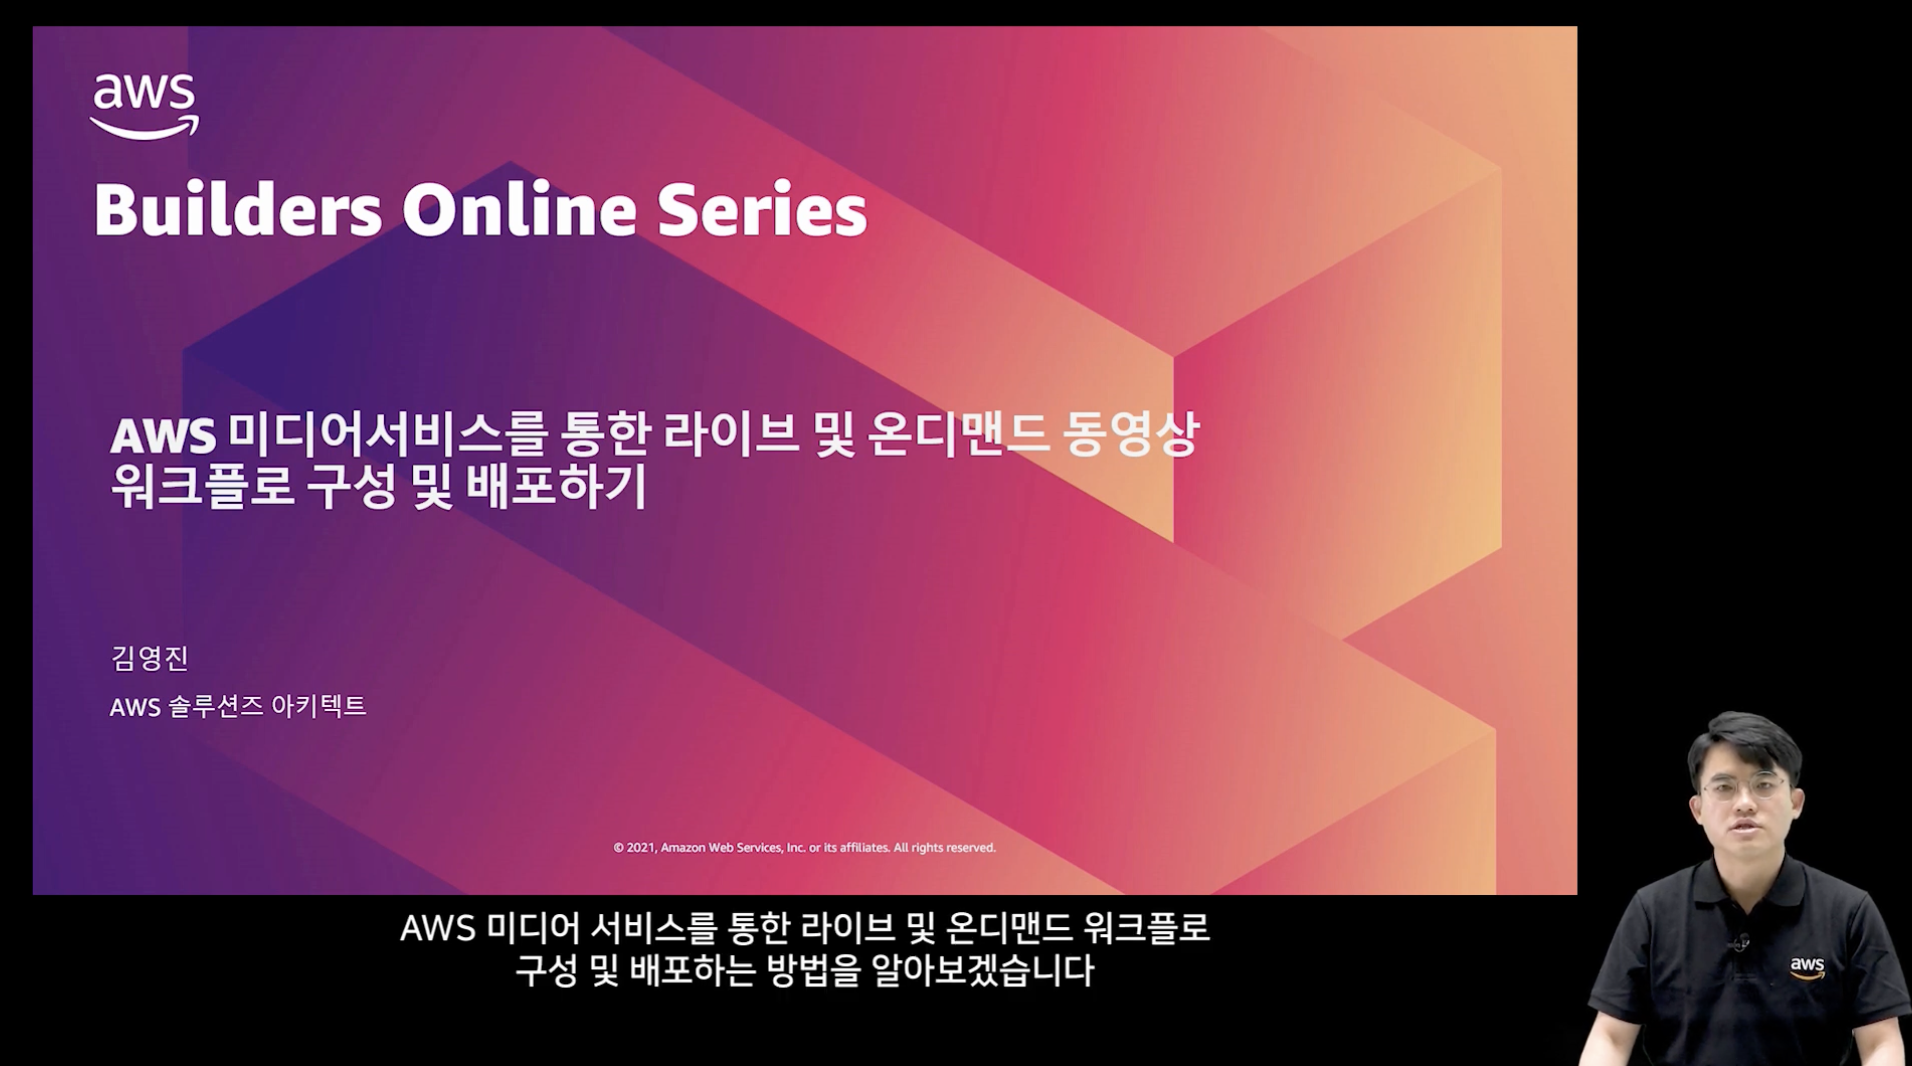 aws
Builders Online Series
AWS 미디어서비스를 통한 라이브 및 온디맨드 동영상
워크플로 구성 및 배포하기
김영진
AWS 솔루션즈 아키텍트
© 2021, Amazon Web Services, Inc. or its affiliates. All rights reserved.
AWS 미디어 서비스를 통한 라이브 및 온디맨드 워크플로
구성 및 배포하는 방법을 알아보겠습니다
aws